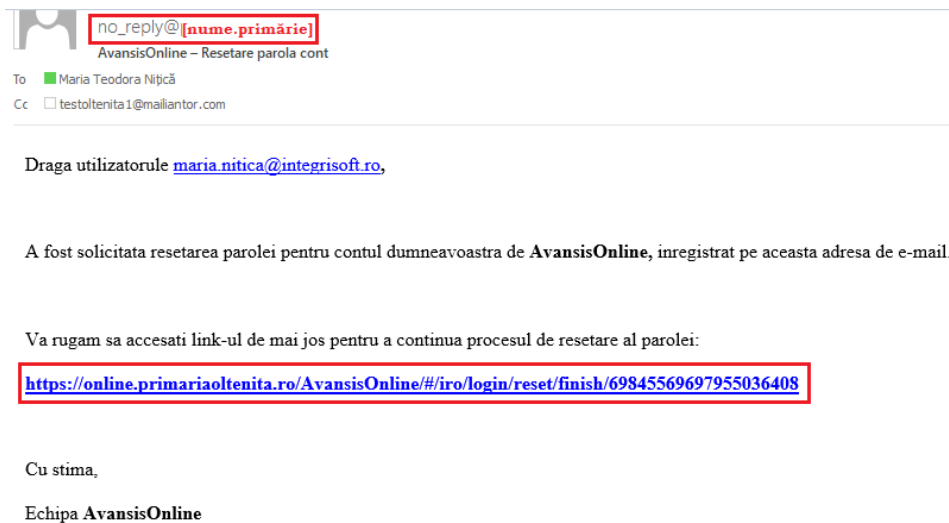 no_reply@[nume.primărie]
AvansisOnline – Resetare parola cont
To Maria Teodora Nițică
Cc testoltenita1@mailiantor.com
Draga utilizatorule maria.nitica@integrisoft.ro,
A fost solicitata resetarea parolei pentru contul dumneavoastra de AvansisOnline, inregistrat pe aceasta adresa de e-mail.
Va rugam sa accesati link-ul de mai jos pentru a continua procesul de resetare al parolei:
https://online.primariaoltenita.ro/AvansisOnline/#/iro/login/reset/finish/69845569697955036408
Cu stima,
Echipa AvansisOnline